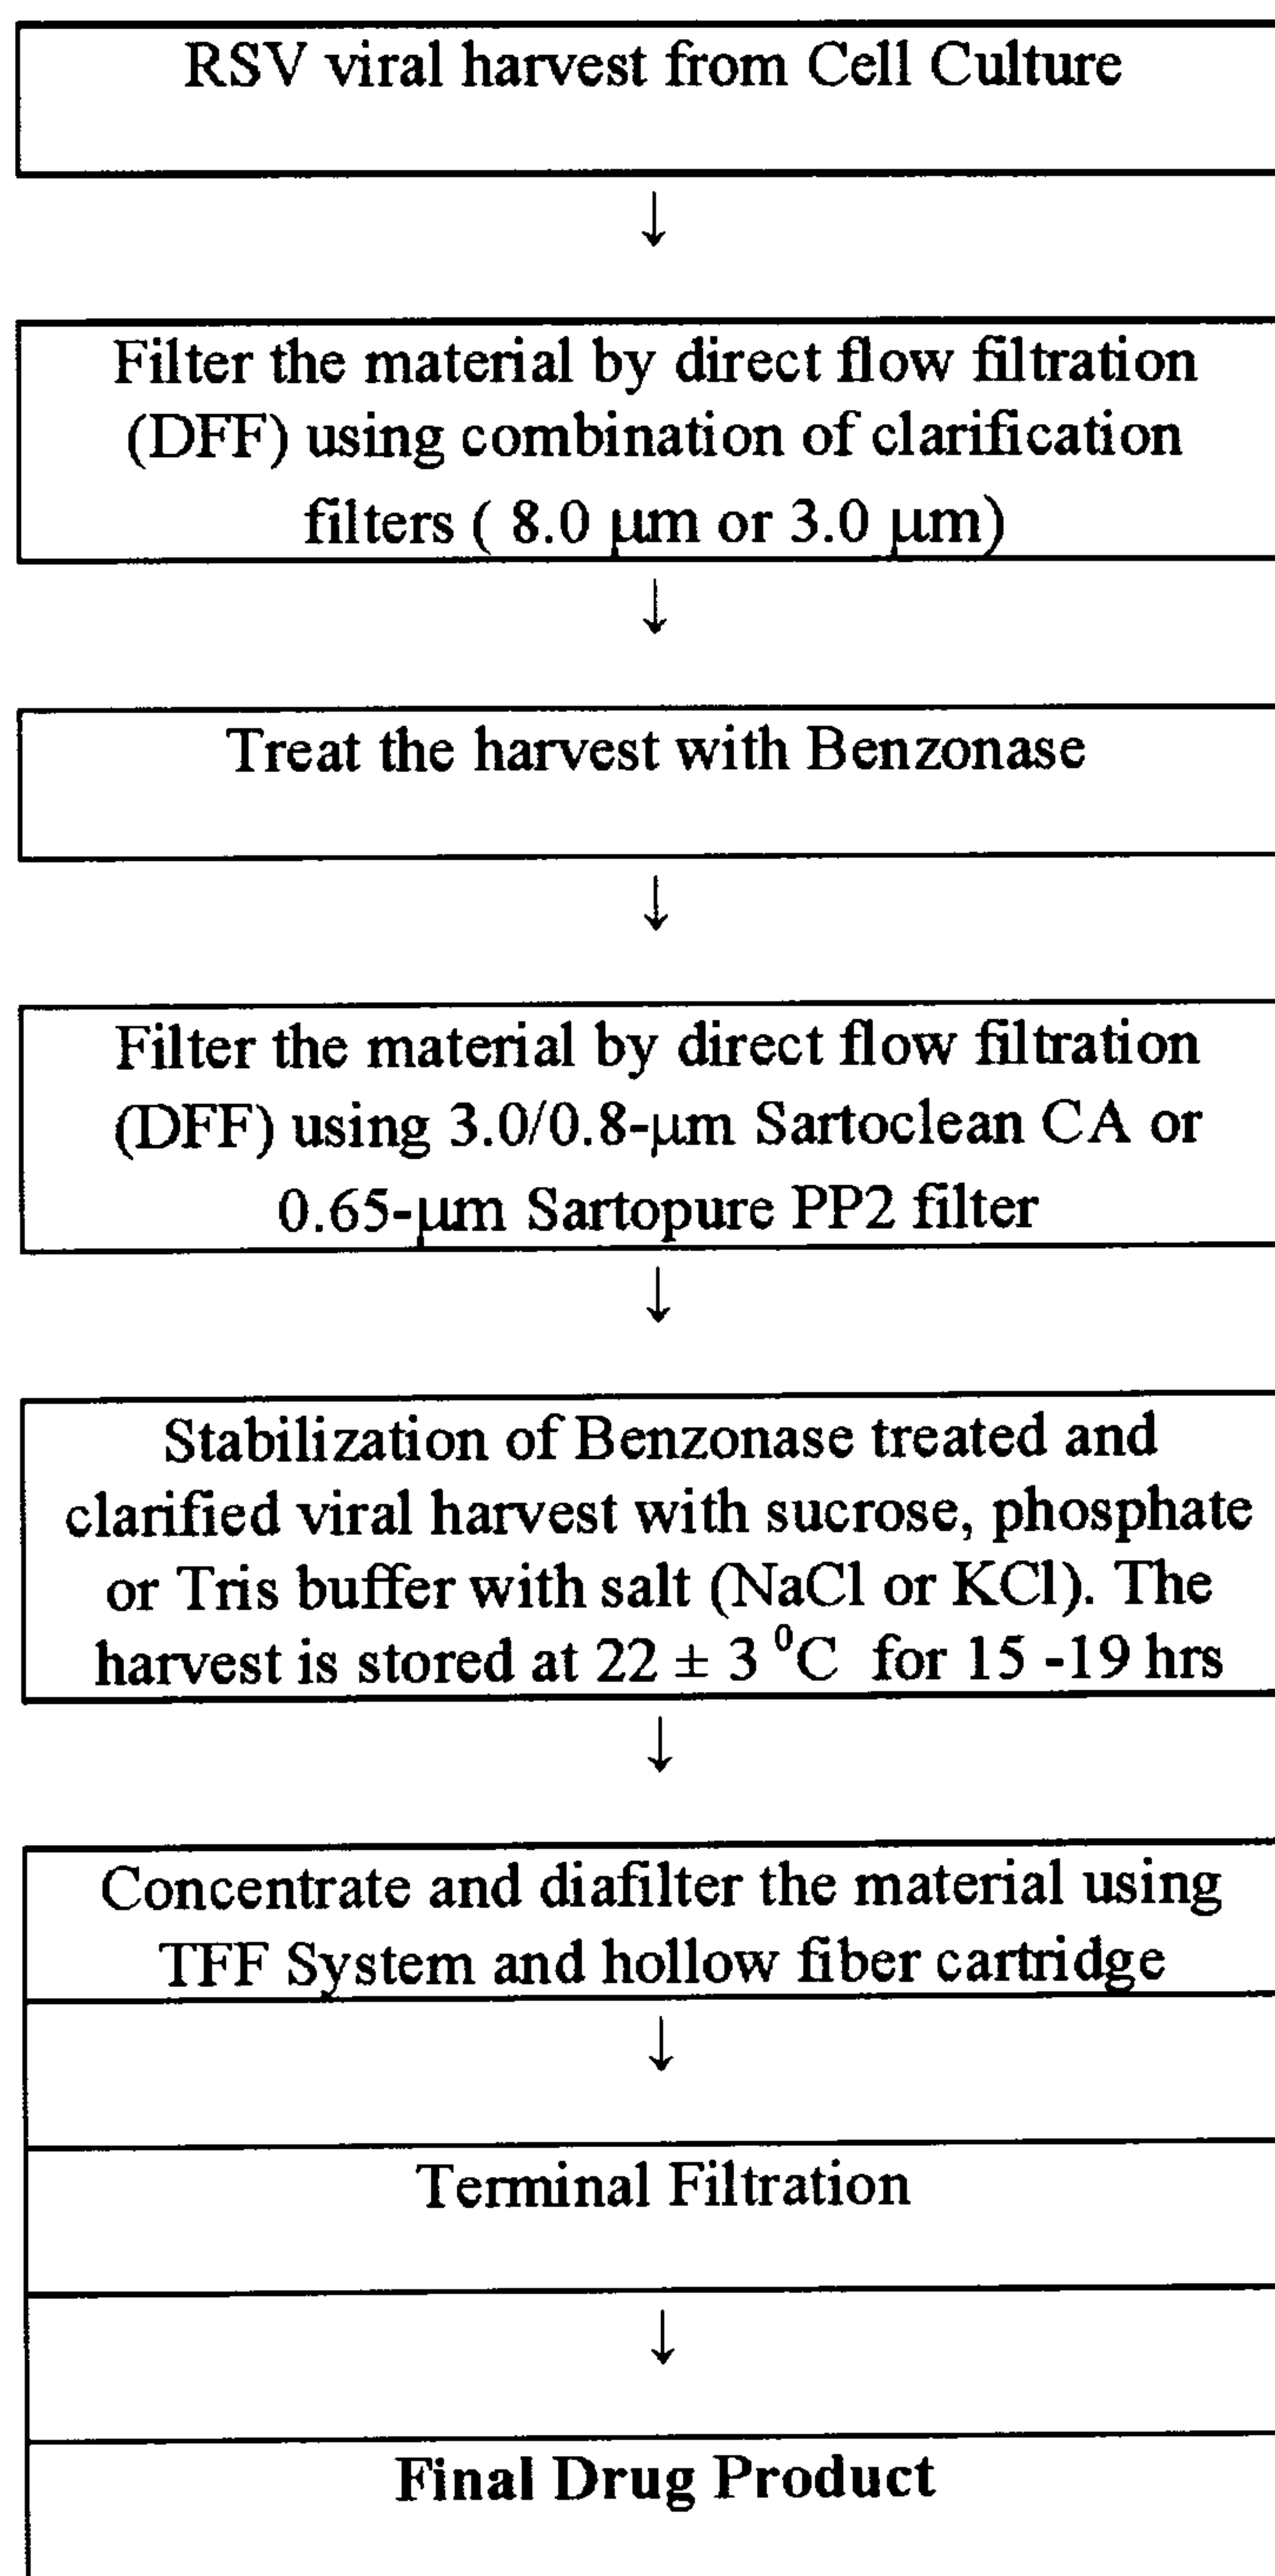 RSV viral harvest from Cell Culture
↓
Filter the material by direct flow filtration
(DFF) using combination of clarification
filters ( 8.0 µm or 3.0 µm)
↓
Treat the harvest with Benzonase
↓
Filter the material by direct flow filtration
(DFF) using 3.0/0.8-µm Sartoclean CA or
0.65-µm Sartopure PP2 filter
↓
Stabilization of Benzonase treated and
clarified viral harvest with sucrose, phosphate
or Tris buffer with salt (NaCl or KCl). The
harvest is stored at 22 ± 3 ⁰C for 15 -19 hrs
↓
Concentrate and diafilter the material using
TFF System and hollow fiber cartridge
↓
Terminal Filtration
↓
Final Drug Product